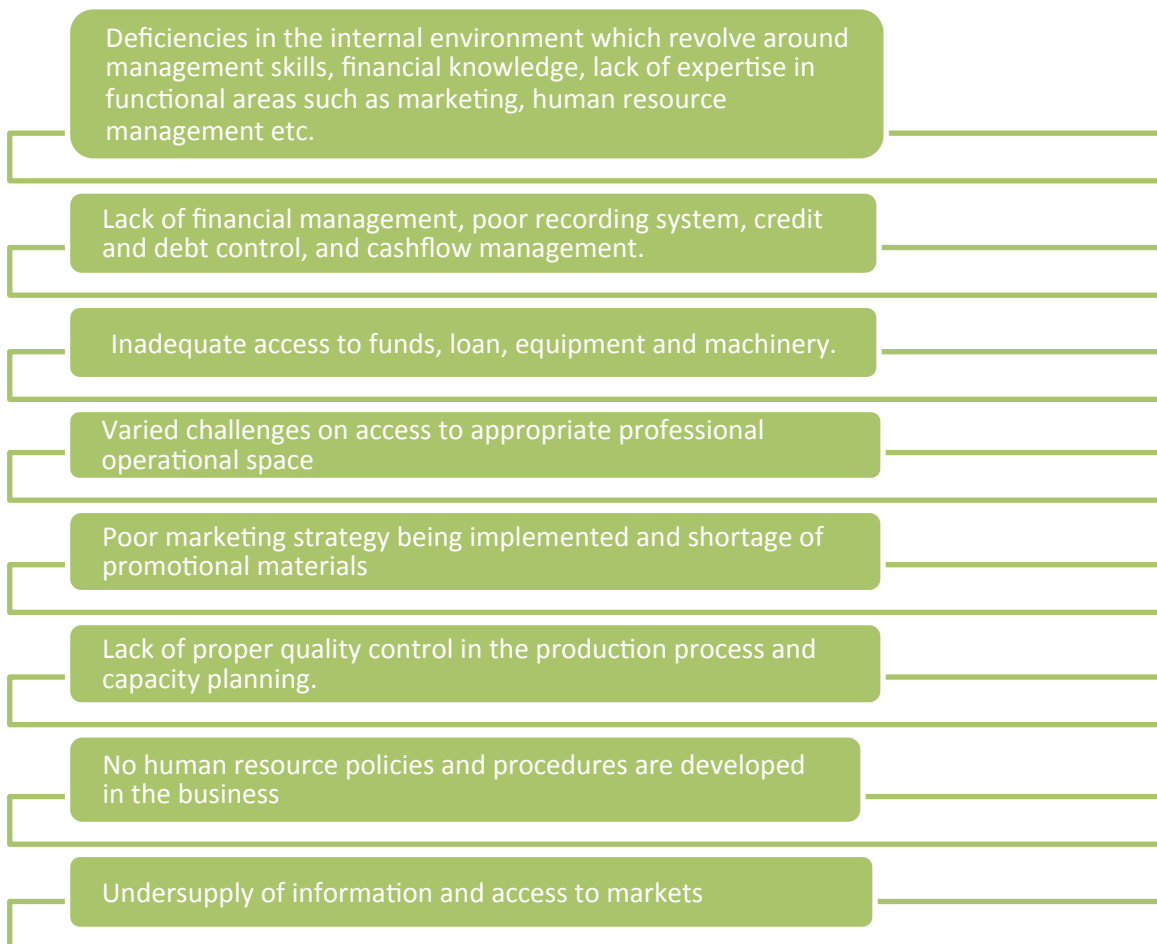 Deficiencies in the internal environment which revolve around
management skills, financial knowledge, lack of expertise in
functional areas such as marketing, human resource
management etc.
Lack of financial management, poor recording system, credit
and debt control, and cashflow management.
Inadequate access to funds, loan, equipment and machinery.
Varied challenges on access to appropriate professional
operational space
Poor marketing strategy being implemented and shortage of
promotional materials
Lack of proper quality control in the production process and
capacity planning.
No human resource policies and procedures are developed
in the business
Undersupply of information and access to markets